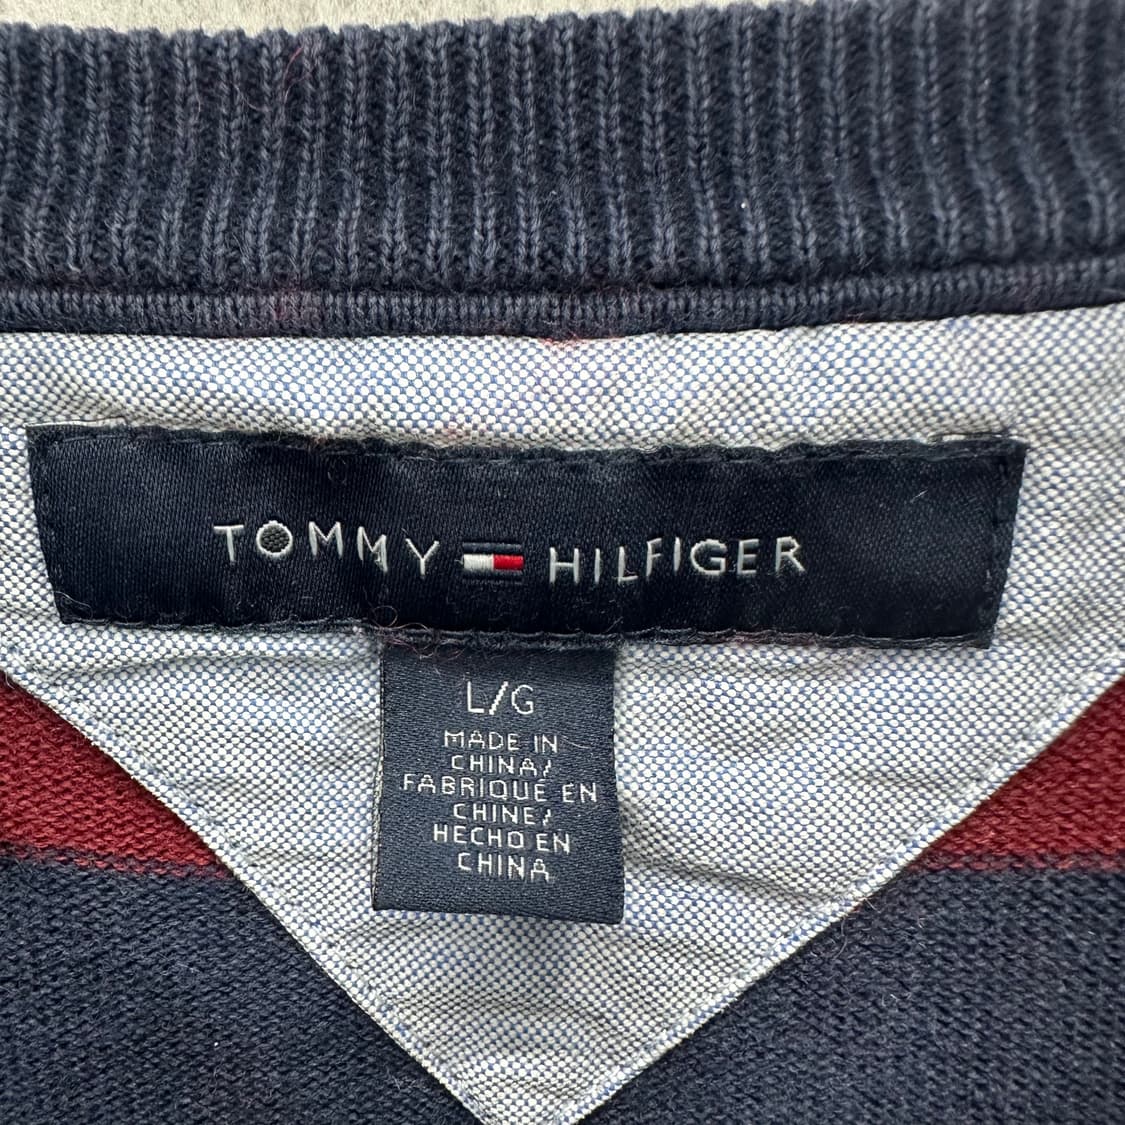 TOMMY HILFIGER
L/G
MADE IN
CHINA/
FABRIQUE EN
CHINE/
HECHO EN
CHINA